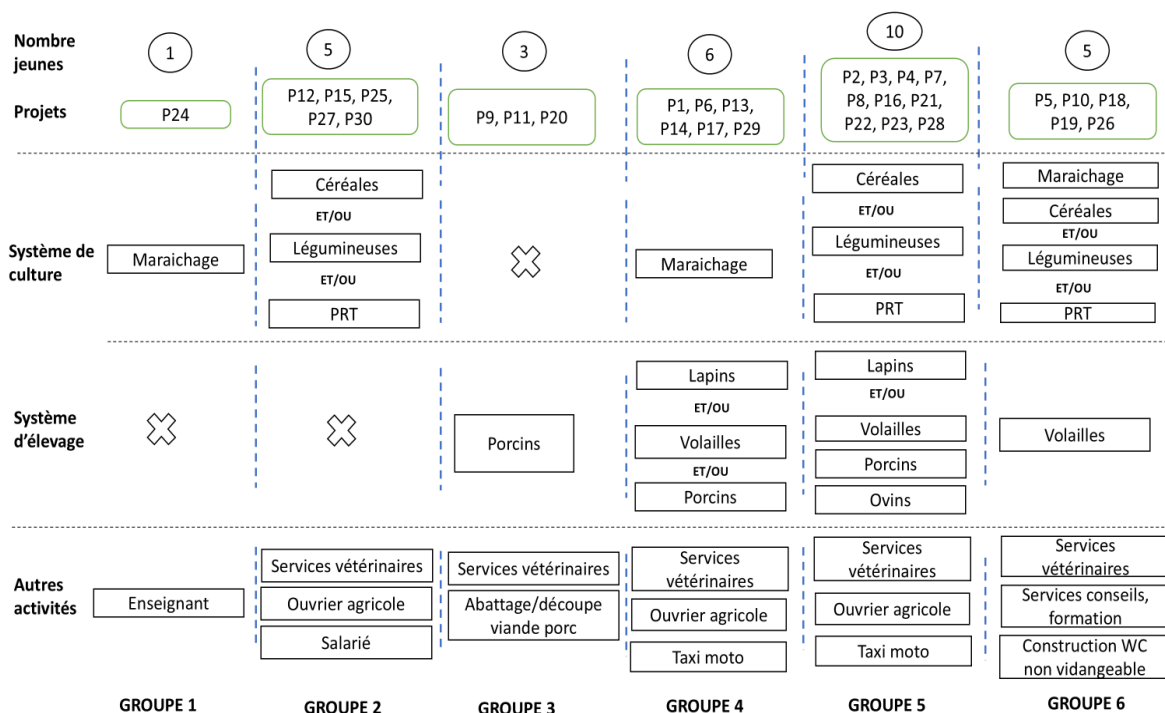 Nombre
jeunes
1
5
3
6
10
5
Projets
P24
P12, P15, P25,
P27, P30
P9, P11, P20
P1, P6, P13,
P14, P17, P29
P2, P3, P4, P7,
P8, P16, P21,
P22, P23, P28
P5, P10, P18,
P19, P26
Système de
culture
Maraichage
Céréales
ET/OU
Légumineuses
ET/OU
PRT
Maraichage
Céréales
ET/OU
Légumineuses
ET/OU
PRT
Maraichage
Céréales
ET/OU
Légumineuses
ET/OU
PRT
Système
d'élevage
Porcins
Lapins
ET/OU
Volailles
ET/OU
Porcins
Lapins
ET/OU
Volailles
Porcins
Ovins
Volailles
Autres
activités
Enseignant
Services vétérinaires
Ouvrier agricole
Salarié
Services vétérinaires
Abattage/découpe
viande porc
Services
vétérinaires
Ouvrier agricole
Taxi moto
Services
vétérinaires
Ouvrier agricole
Taxi moto
Services
vétérinaires
Services conseils,
formation
Construction WC
non vidangeable
GROUPE 1
GROUPE 2
GROUPE 3
GROUPE 4
GROUPE 5
GROUPE 6